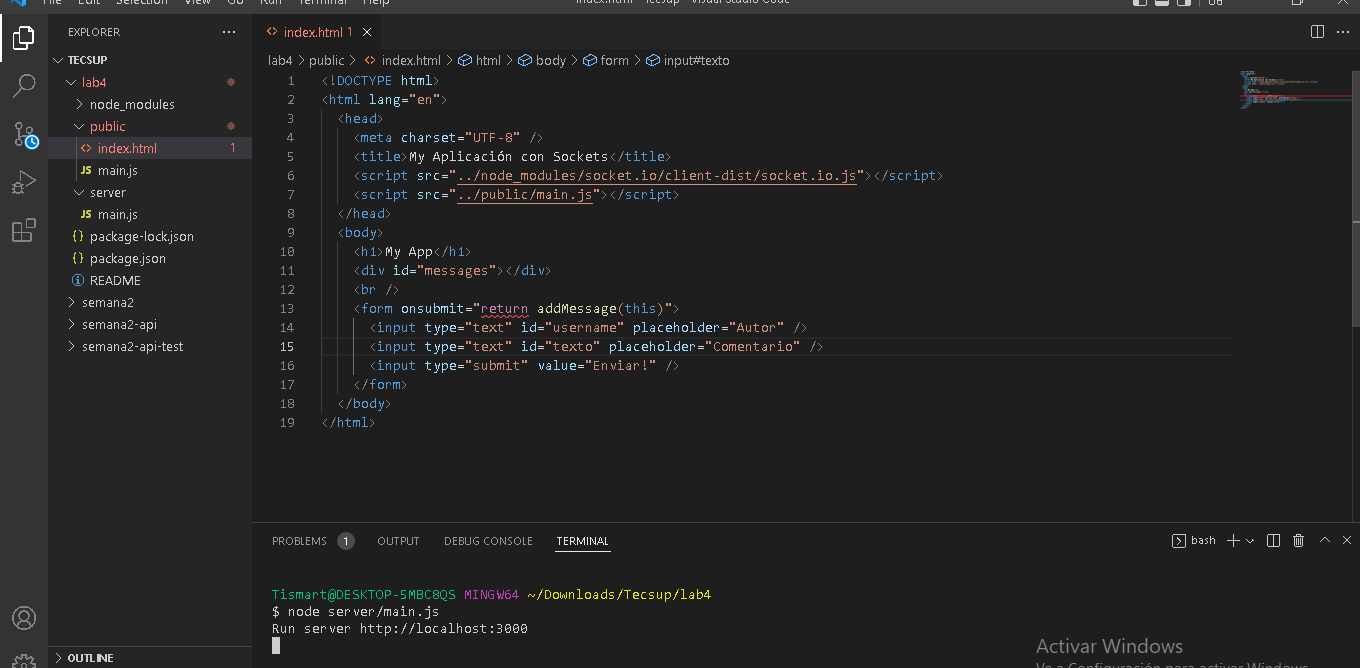 File Edit Selection View Go Run Terminal Help
index.html - Tecsup - Visual Studio Code
EXPLORER
TECSUP
lab4
node_modules
public
<> index.html 1
JS main.js
server
JS main.js
{} package-lock.json
{} package.json
README
semana2
semana2-api
semana2-api-test
OUTLINE
<> index.html 1
lab4 > public > <> index.html > html > body > form > input#texto
1 <!DOCTYPE html>
2 <html lang="en">
3 <head>
4 <meta charset="UTF-8" />
5 <title>My Aplicación con Sockets</title>
6 <script src="../node_modules/socket.io/client-dist/socket.io.js"></script>
7 <script src="../public/main.js"></script>
8 </head>
9 <body>
10 <h1>My App</h1>
11 <div id="messages"></div>
12 <br />
13 <form onsubmit="return addMessage(this)">
14 <input type="text" id="username" placeholder="Autor" />
15 <input type="text" id="texto" placeholder="Comentario" />
16 <input type="submit" value="Enviar!" />
17 </form>
18 </body>
19 </html>
PROBLEMS 1 OUTPUT DEBUG CONSOLE TERMINAL
bash
Tismart@DESKTOP-5MBC8QS MINGW64 ~/Downloads/Tecsup/lab4
$ node server/main.js
Run server http://localhost:3000
Activar Windows
Ve a Configuración para activar Windows.